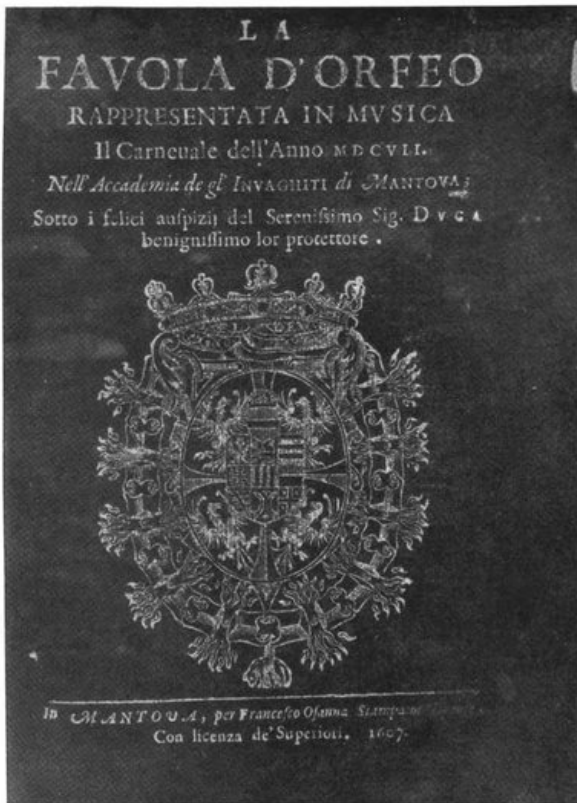 LA
FAVOLA D'ORFEO
RAPPRESENTATA IN MVSICA
Il Carneuale dell'Anno MDCVII.
Nell'Accademia de gl' INVAGHITI di MANTOVA;
Sotto i felici auspizij del Serenissimo Sig. DVCA
benignissimo lor protettore.
In MANTOVA, per Francesco Osanna Stampator
Con licenza de' Superiori. 1607.